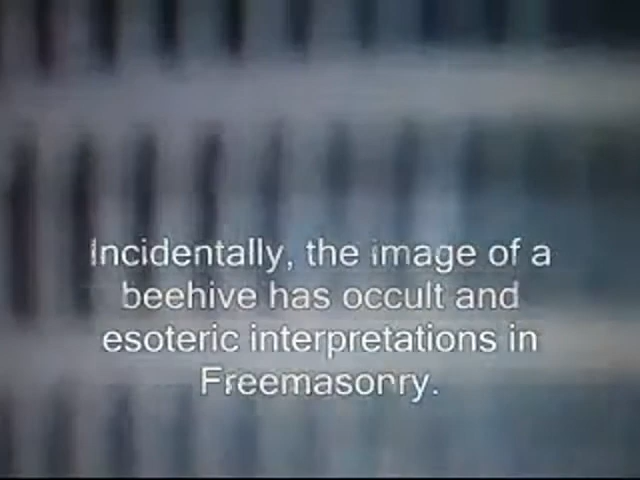 Incidentally, the image of a
beehive has occult and
esoteric interpretations in
Freemasonry.